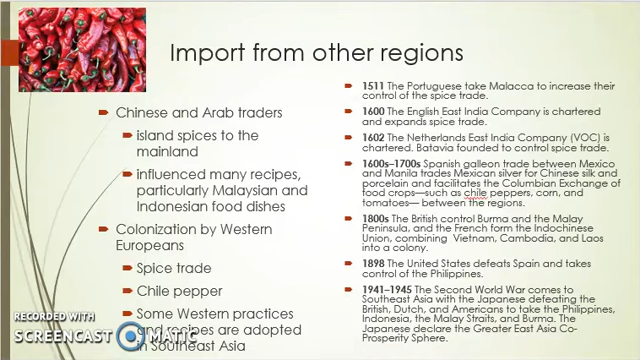 Import from other regions
Chinese and Arab traders
island spices to the
mainland
influenced many recipes,
particularly Malaysian and
Indonesian food dishes
Colonization by Western
Europeans
Spice trade
Chile pepper
Some Western practices
and recipes are adopted
in Southeast Asia
1511 The Portuguese take Malacca to increase their
control of the spice trade.
1600 The English East India Company is chartered
and expands spice trade.
1602 The Netherlands East India Company (VOC) is
chartered. Batavia founded to control spice trade.
1600s–1700s Spanish galleon trade between Mexico
and Manila trades Mexican silver for Chinese silk and
porcelain and facilitates the Columbian Exchange of
food crops—such as chile peppers, corn, and
tomatoes— between the regions.
1800s The British control Burma and the Malay
Peninsula, and the French form the Indochinese
Union, combining Vietnam, Cambodia, and Laos
into a colony.
1898 The United States defeats Spain and takes
control of the Philippines.
1941–1945 The Second World War comes to
Southeast Asia with the Japanese defeating the
British, Dutch, and Americans to take the Philippines,
Indonesia, the Malay Straits, and Burma. The
Japanese declare the Greater East Asia Co-
Prosperity Sphere.
RECORDED WITH
SCREENCAST MATIC